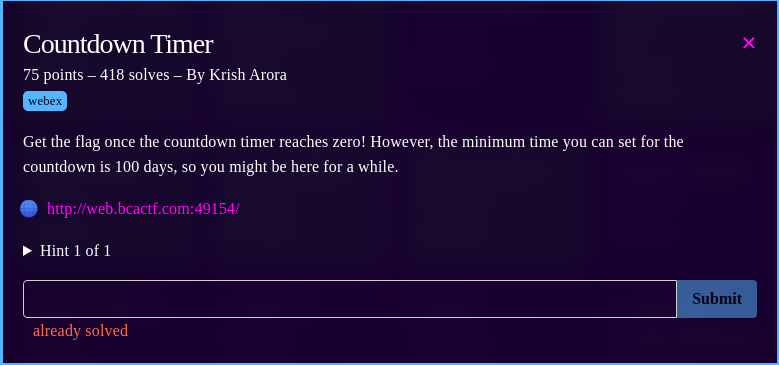 Countdown Timer
×
75 points – 418 solves – By Krish Arora
webex
Get the flag once the countdown timer reaches zero! However, the minimum time you can set for the
countdown is 100 days, so you might be here for a while.
http://web.bcactf.com:49154/
Hint 1 of 1
Submit
already solved